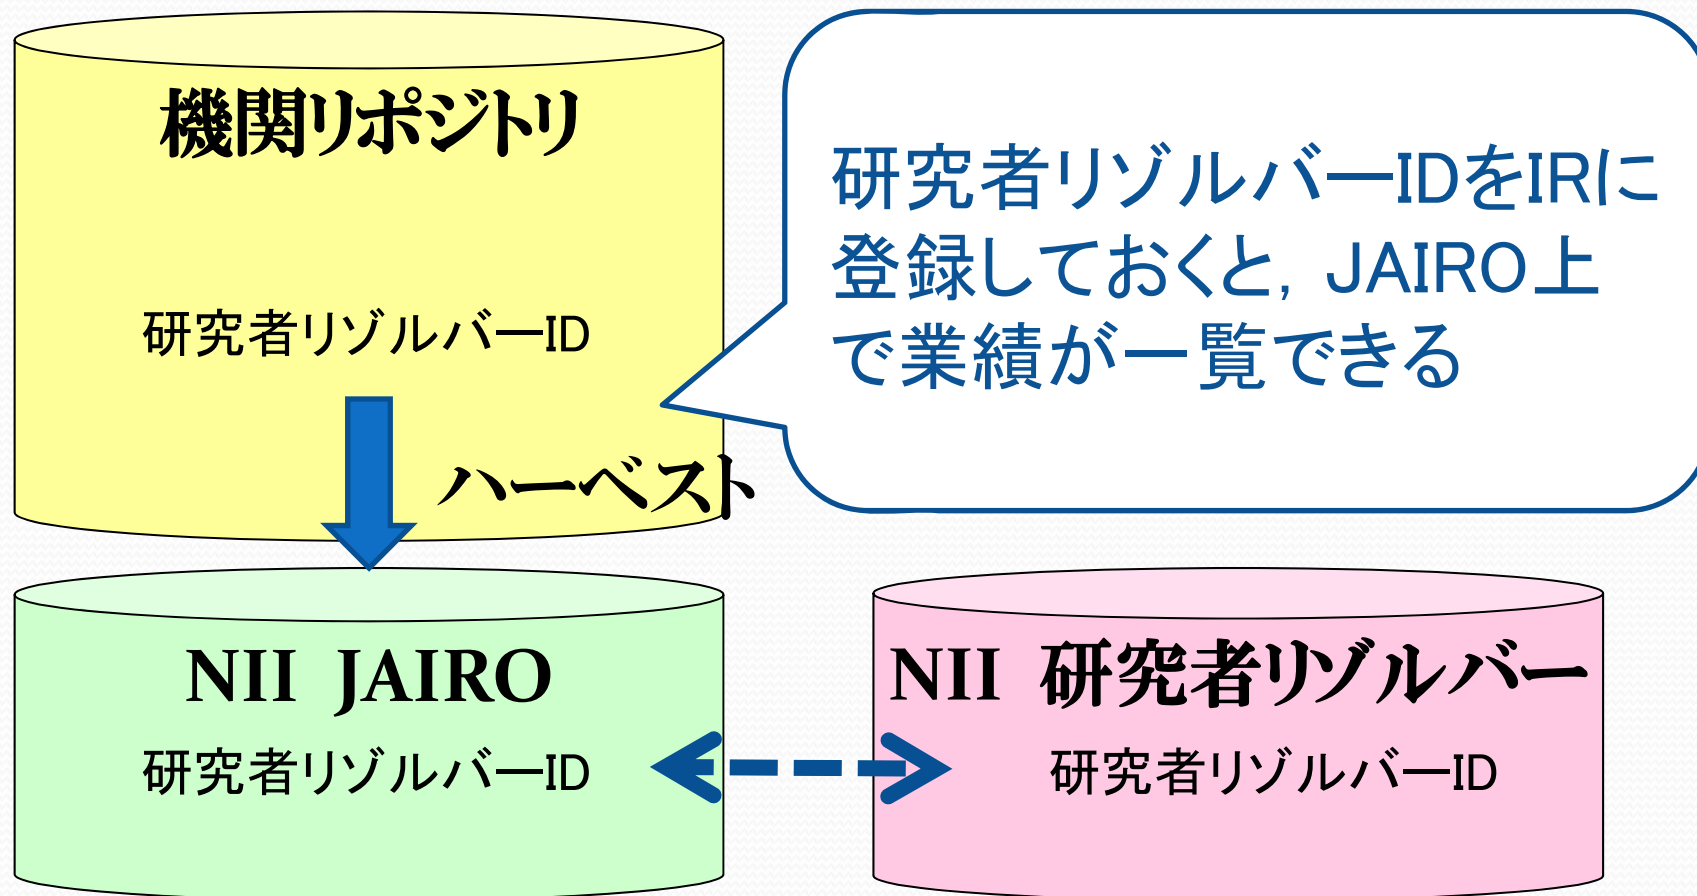 機関リポジトリ
研究者リゾルバーIDをIRに
登録しておくと，JAIRO上
で業績が一覧できる
研究者リゾルバーID
ハーベスト
NII JAIRO
研究者リゾルバーID
NII 研究者リゾルバー
研究者リゾルバーID